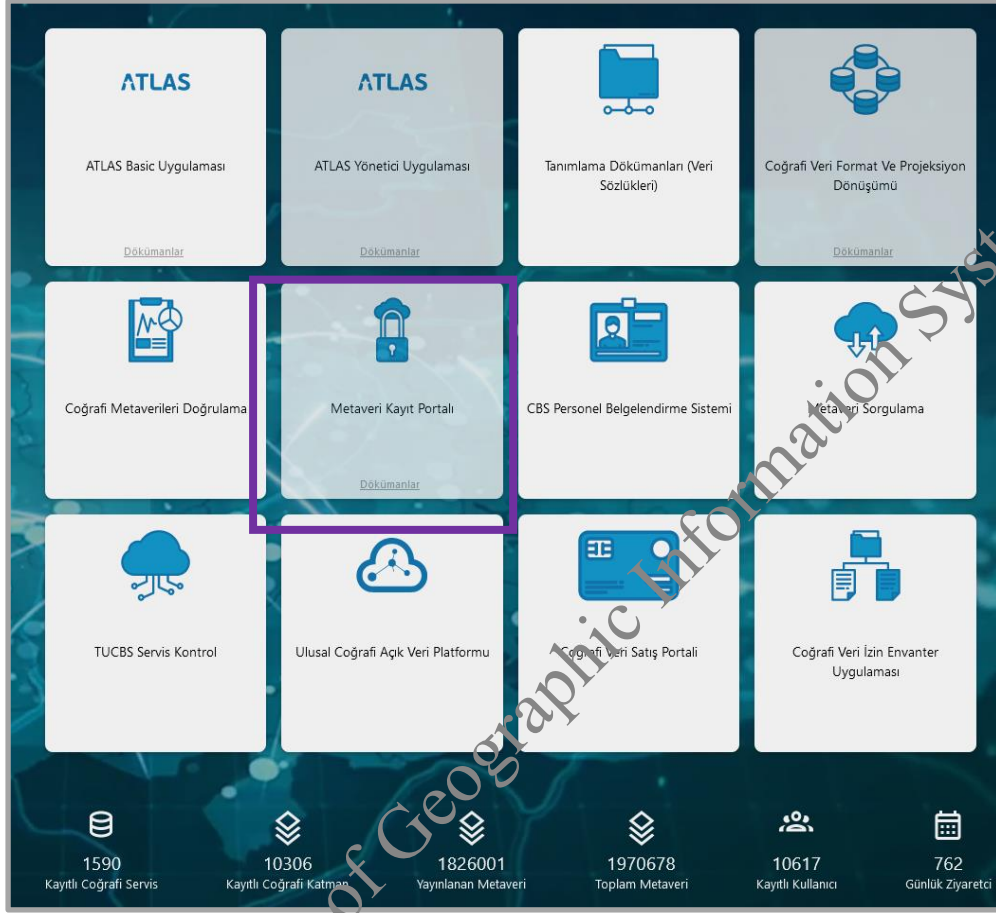 ATLAS
ATLAS Basic Uygulaması
Dökümanlar
ATLAS
ATLAS Yönetici Uygulaması
Dökümanlar
Tanımlama Dökümanları (Veri
Sözlükleri)
Coğrafi Veri Format Ve Projeksiyon
Dönüşümü
Dökümanlar
Coğrafi Metaverileri Doğrulama
Metaveri Kayıt Portalı
Dökümanlar
CBS Personel Belgelendirme Sistemi
Metaveri Sorgulama
TUCBS Servis Kontrol
Ulusal Coğrafi Açık Veri Platformu
Coğrafi Veri Satış Portali
Coğrafi Veri İzin Envanter
Uygulaması
1590
Kayıtlı Coğrafi Servis
10306
Kayıtlı Coğrafi Katman
1826001
Yayınlanan Metaveri
1970678
Toplam Metaveri
10617
Kayıtlı Kullanıcı
762
Günlük Ziyaretci
of Geographic Information